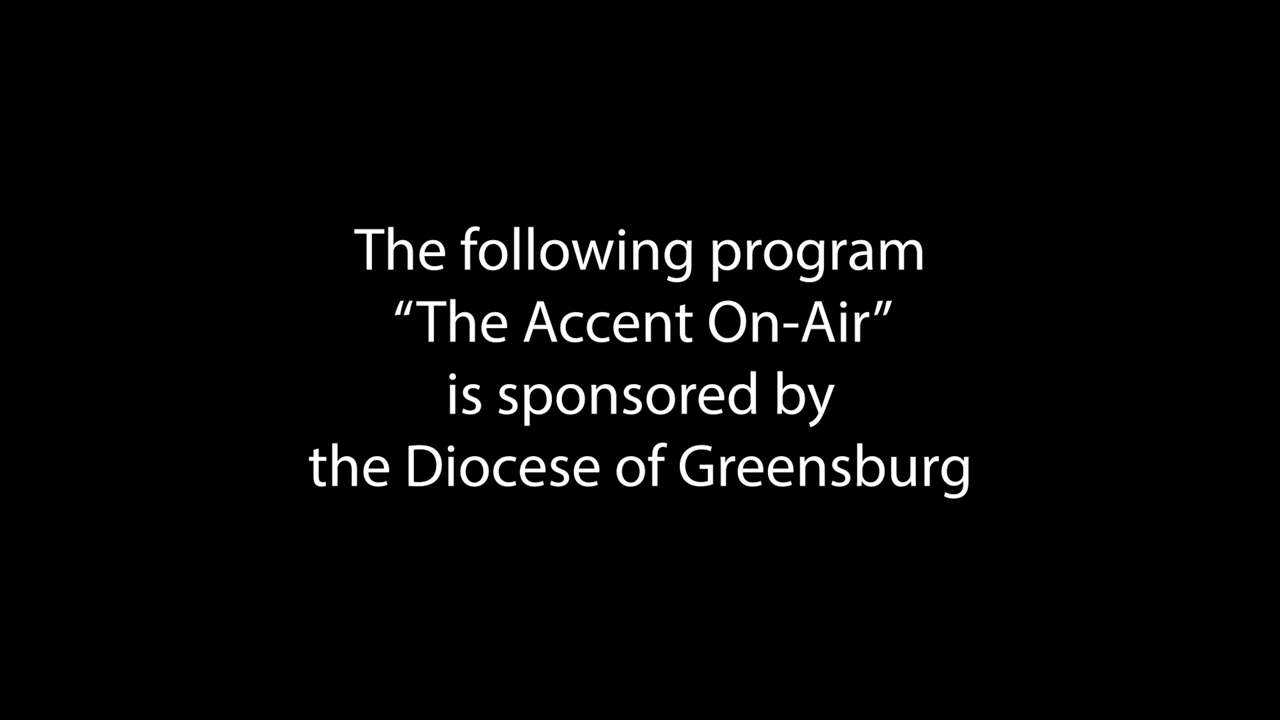 The following program
“The Accent On-Air”
is sponsored by
the Diocese of Greensburg